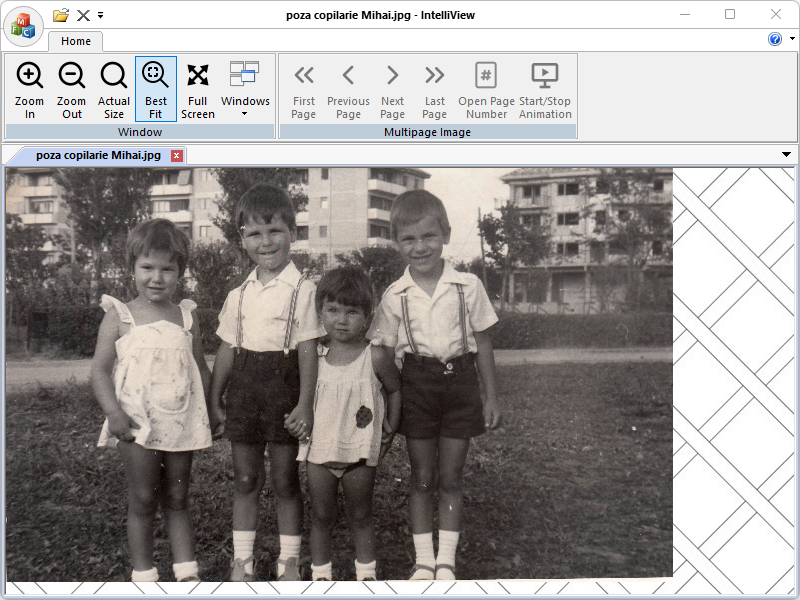 poza copilarie Mihai.jpg - IntelliView
Home
Zoom In
Zoom Out
Actual Size
Best Fit
Full Screen
Windows
Window
First Page
Previous Page
Next Page
Last Page
Open Page Number
Start/Stop Animation
Multipage Image
poza copilarie Mihai.jpg